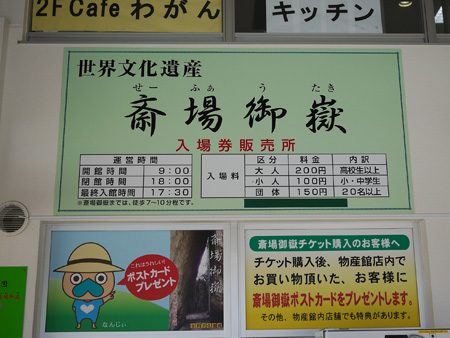 2F Cafe わがん
キッチン
世界文化遺産
せーふぁうたき
斎場御嶽
入場券販売所
運営時間
開館時間 9:00
閉館時間 18:00
最終入館時間 17:30
※斎場御嶽までは、徒歩7～10分程です。
入場料
区分 料金 内訳
大人 200円 高校生以上
小人 100円 小・中学生
団体 150円 20名以上
これはうれしい!
ポストカード
プレゼント
なんじぃ
斎場御嶽
斎場御嶽チケット購入のお客様へ
チケット購入後、物産館店内で
お買い物頂いた、お客様に
斎場御嶽ポストカードをプレゼントします。
その他、物産館内店舗でも特典があります。